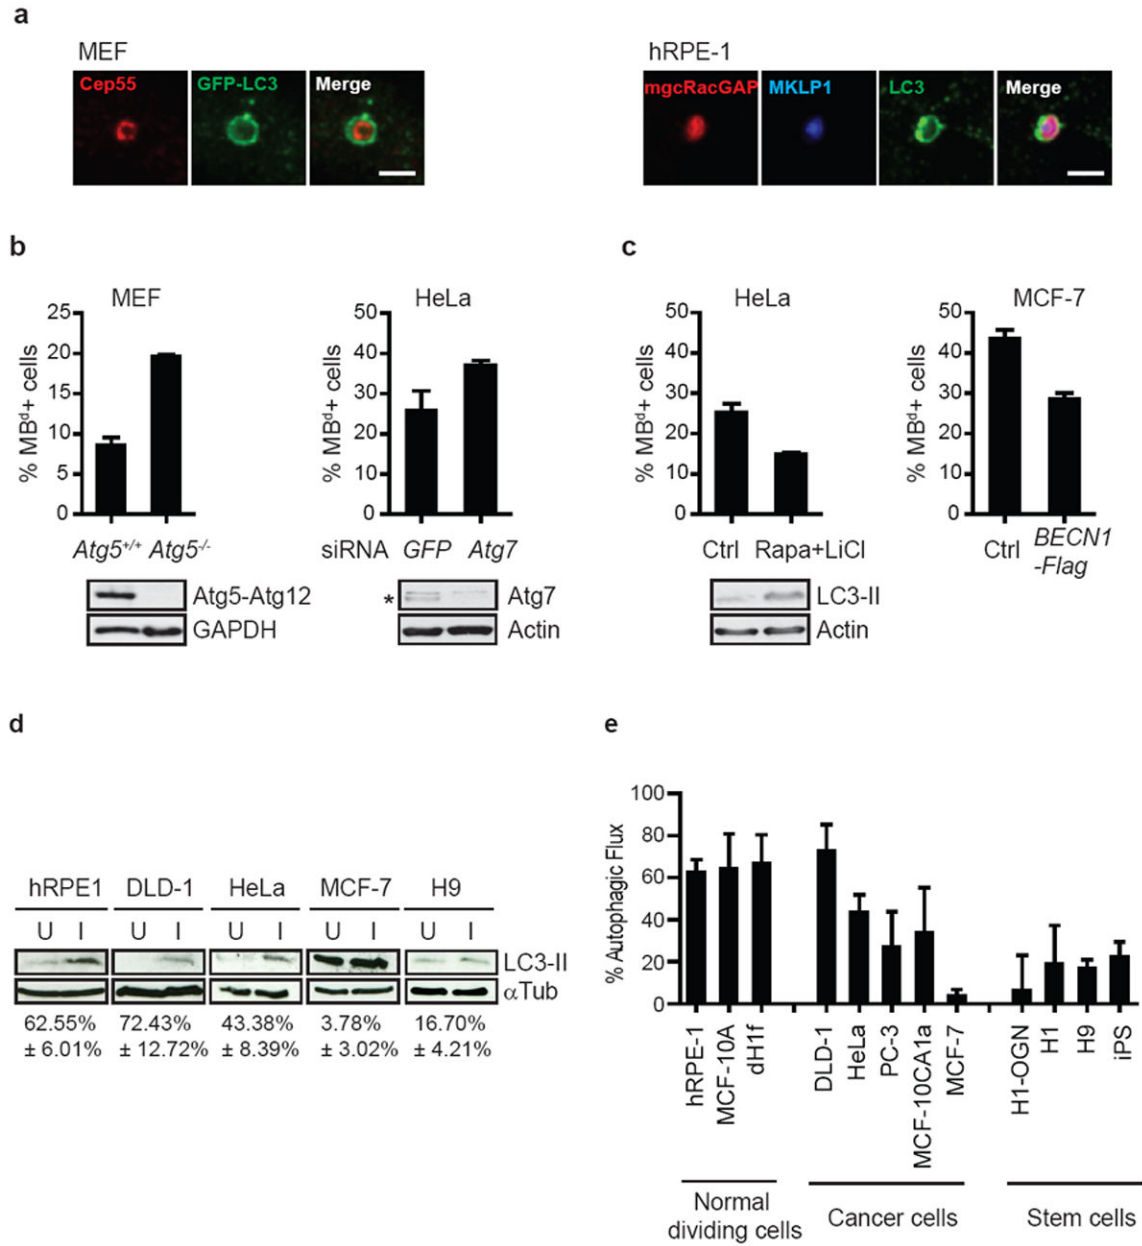 a
MEF
hRPE-1
Cep55 GFP-LC3 Merge
mgcRacGAP MKLP1 LC3 Merge
b
MEF
% MBᵈ+ cells
25
20
15
10
5
0
Atg5+/+ Atg5-/-
Atg5-Atg12
GAPDH
HeLa
% MBᵈ+ cells
50
40
30
20
10
0
siRNA GFP Atg7
* Atg7
Actin
c
HeLa
% MBᵈ+ cells
50
40
30
20
10
0
Ctrl Rapa+LiCl
LC3-II
Actin
MCF-7
% MBᵈ+ cells
50
40
30
20
10
0
Ctrl BECN1
-Flag
d
hRPE1 DLD-1 HeLa MCF-7 H9
U I U I U I U I U I
LC3-II
αTub
62.55% 72.43% 43.38% 3.78% 16.70%
± 6.01% ± 12.72% ± 8.39% ± 3.02% ± 4.21%
e
% Autophagic Flux
100
80
60
40
20
0
hRPE-1
MCF-10A
dH1f
DLD-1
HeLa
PC-3
MCF-10CA1a
MCF-7
H1-OGN
H1
H9
iPS
Normal
dividing cells
Cancer cells
Stem cells